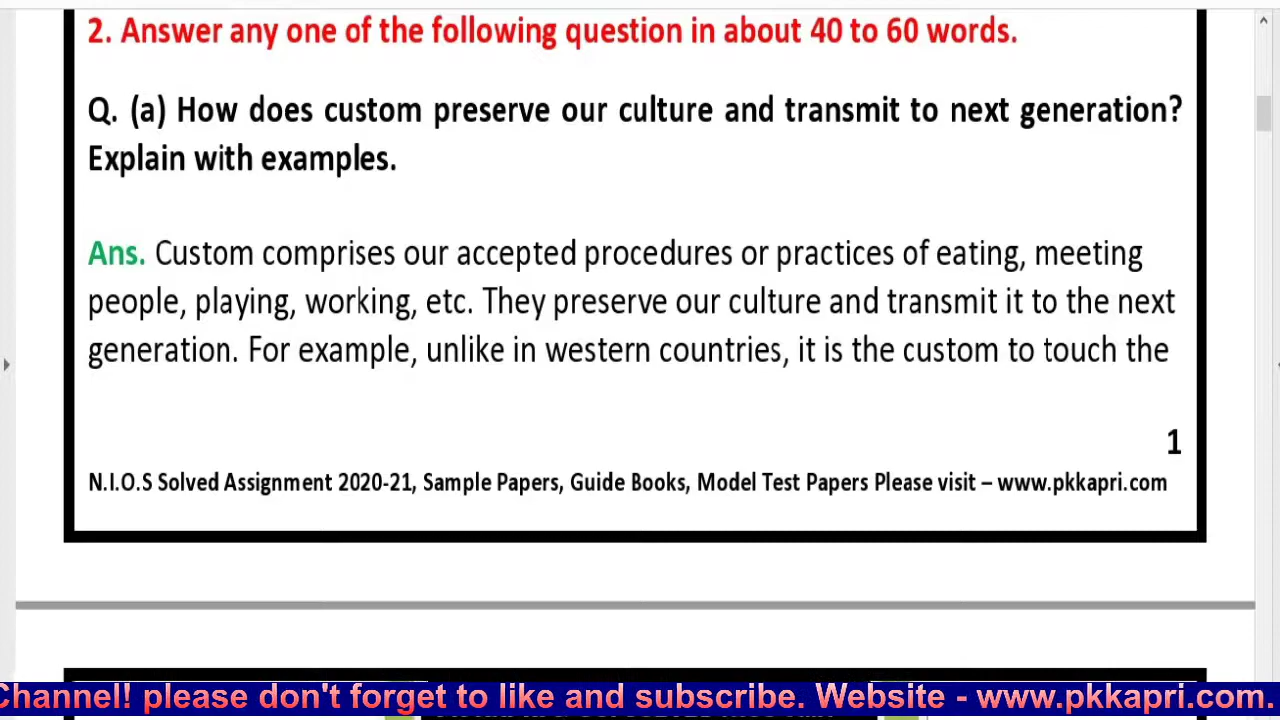 2. Answer any one of the following question in about 40 to 60 words.
Q. (a) How does custom preserve our culture and transmit to next generation?
Explain with examples.
Ans. Custom comprises our accepted procedures or practices of eating, meeting
people, playing, working, etc. They preserve our culture and transmit it to the next
generation. For example, unlike in western countries, it is the custom to touch the
1
N.I.O.S Solved Assignment 2020-21, Sample Papers, Guide Books, Model Test Papers Please visit – www.pkkapri.com
Channel! please don't forget to like and subscribe. Website - www.pkkapri.com.